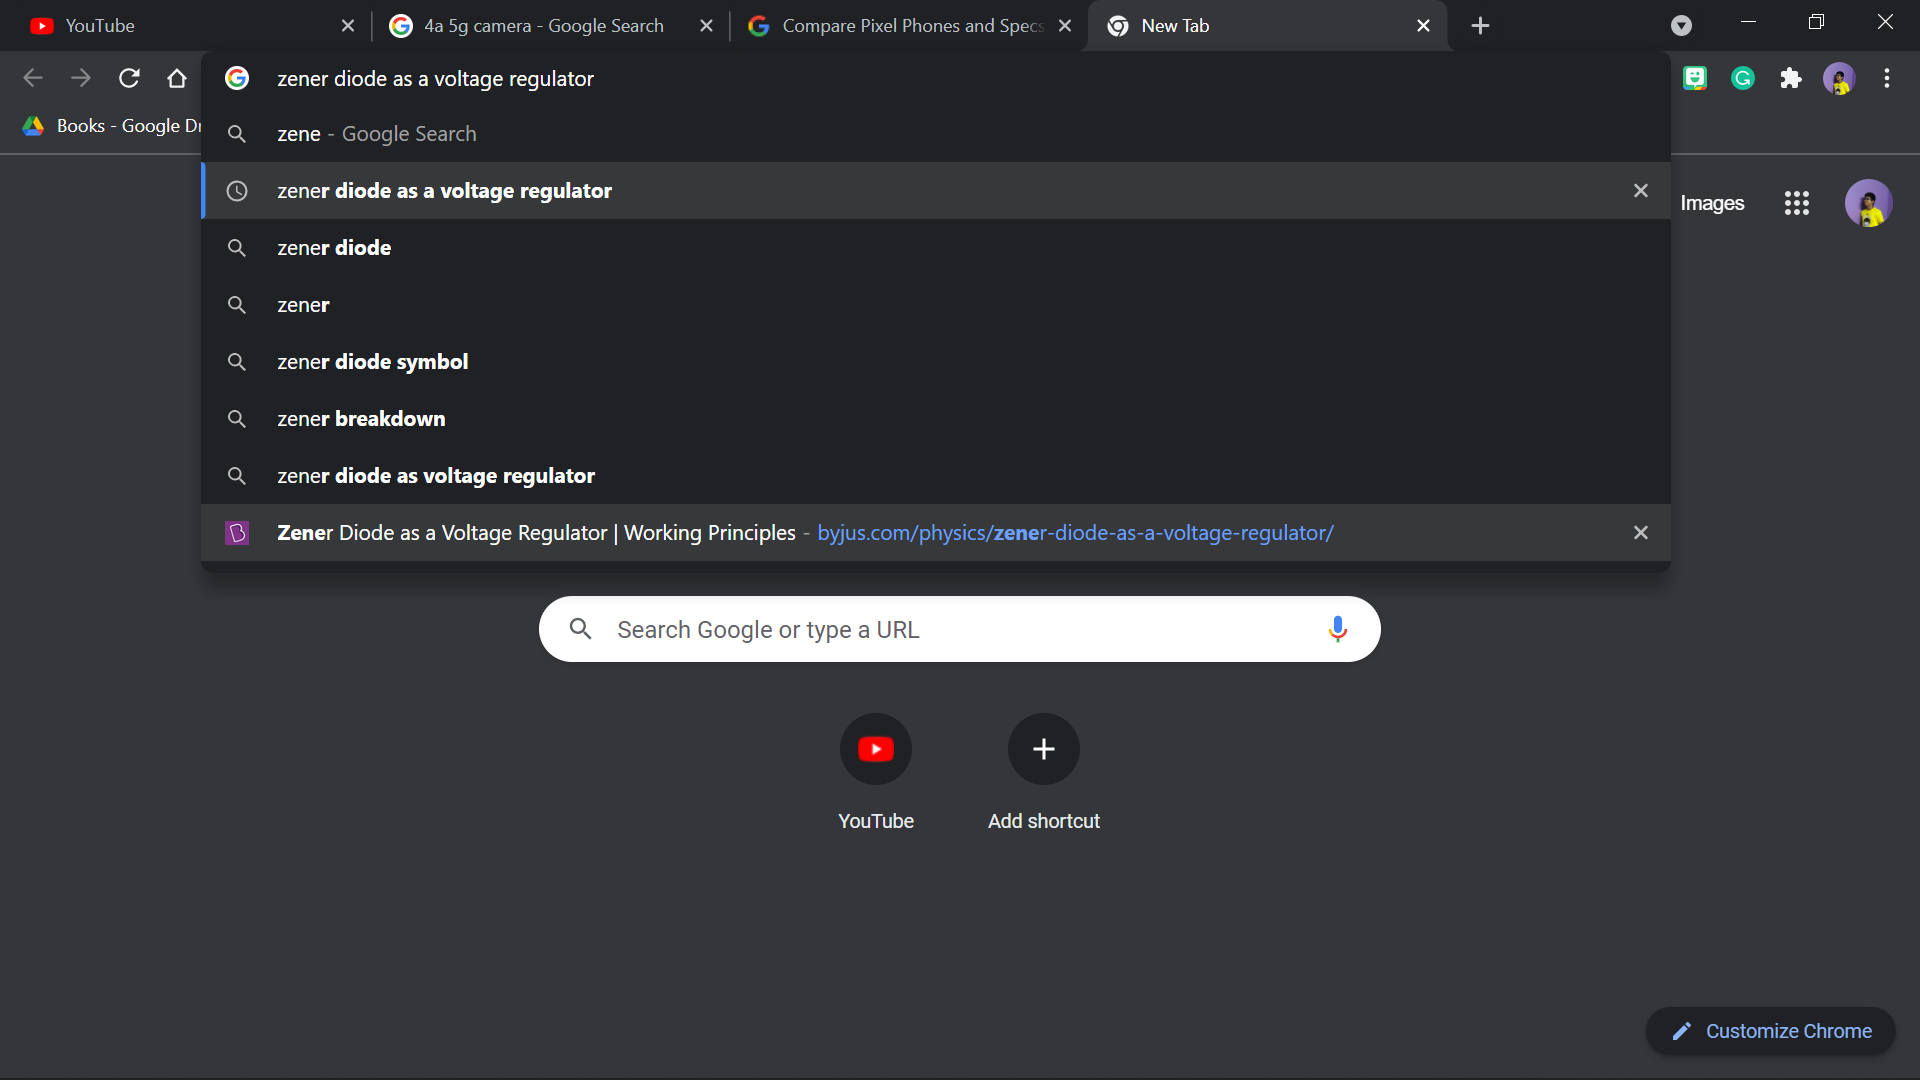 YouTube
4a 5g camera - Google Search
Compare Pixel Phones and Specs
New Tab
zener diode as a voltage regulator
Books - Google Dr
zene - Google Search
zener diode as a voltage regulator
Images
zener diode
zener
zener diode symbol
zener breakdown
zener diode as voltage regulator
Zener Diode as a Voltage Regulator | Working Principles - byjus.com/physics/zener-diode-as-a-voltage-regulator/
Search Google or type a URL
YouTube
Add shortcut
Customize Chrome